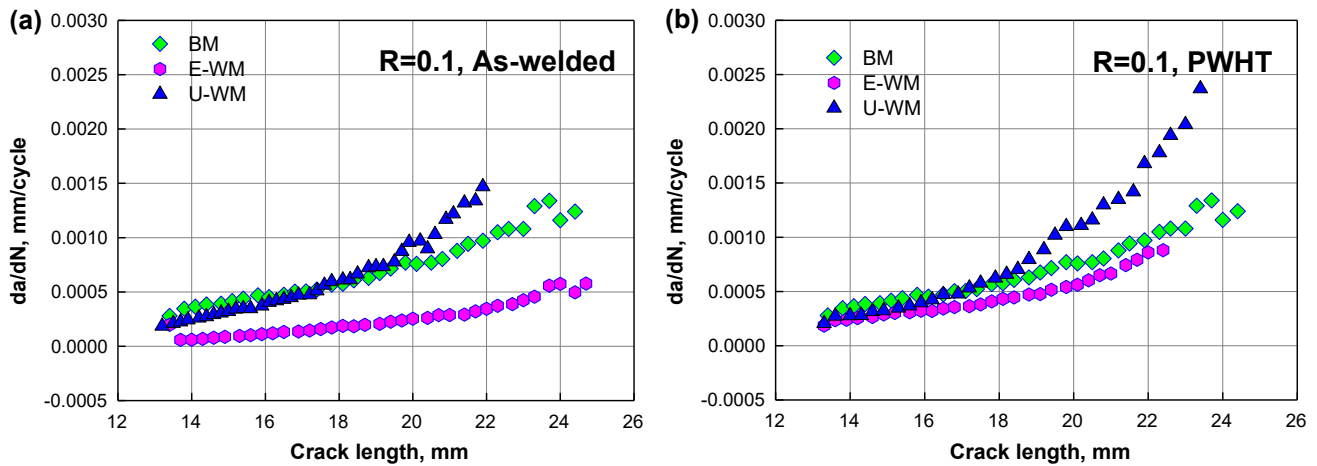 (a)
R=0.1, As-welded
BM
E-WM
U-WM
0.0030
0.0025
0.0020
0.0015
0.0010
0.0005
0.0000
-0.0005
da/dN, mm/cycle
12 14 16 18 20 22 24 26
Crack length, mm
(b)
R=0.1, PWHT
BM
E-WM
U-WM
0.0030
0.0025
0.0020
0.0015
0.0010
0.0005
0.0000
-0.0005
da/dN, mm/cycle
12 14 16 18 20 22 24 26
Crack length, mm